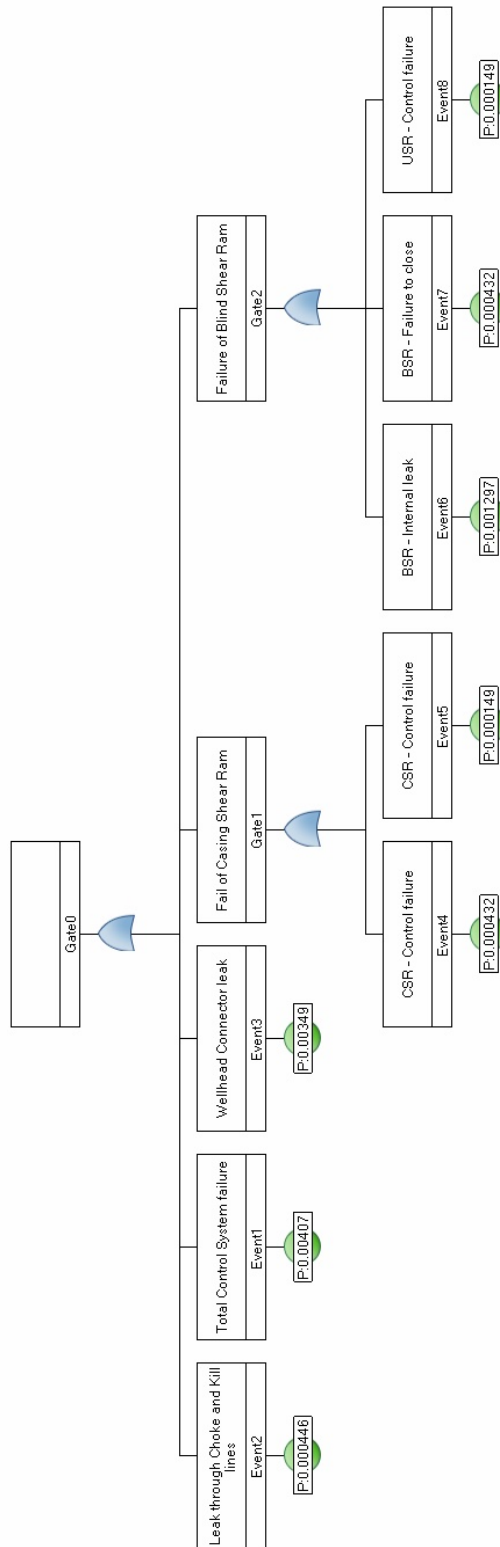 Gate0
Leak through Choke and Kill
lines
Event2
P:0.000446
Total Control System failure
Event1
P:0.00407
Wellhead Connector leak
Event3
P:0.00349
Fail of Casing Shear Ram
Gate1
Failure of Blind Shear Ram
Gate2
CSR - Control failure
Event4
P:0.000432
CSR - Control failure
Event5
P:0.000149
BSR - Internal leak
Event6
P:0.001297
BSR - Failure to close
Event7
P:0.000432
USR - Control failure
Event8
P:0.000149